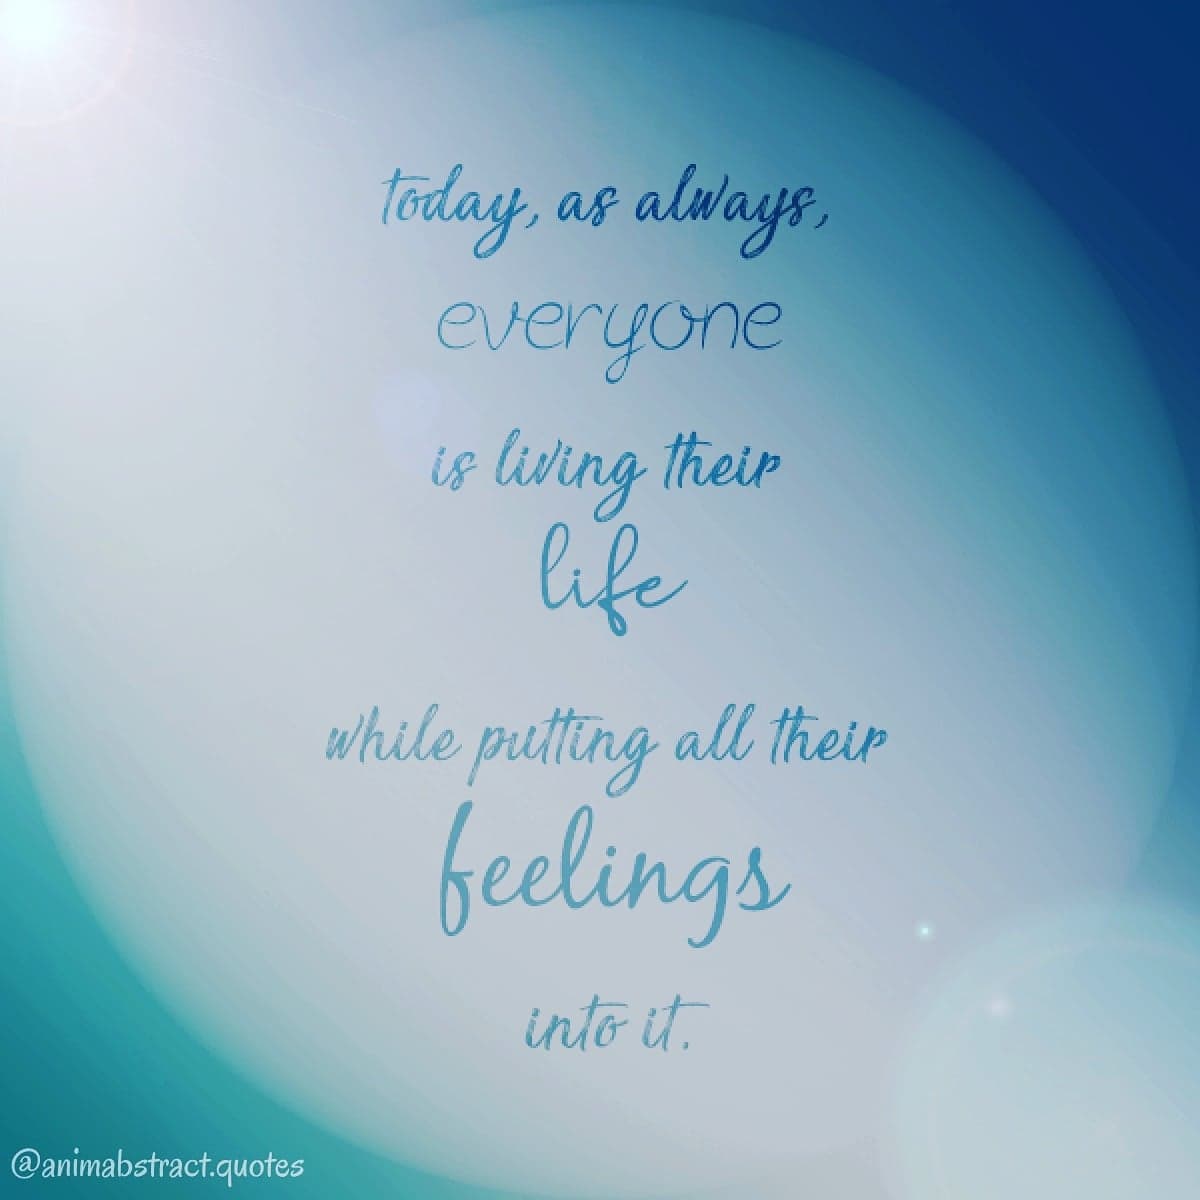 today, as always,
everyone
is living their
life
while putting all their
feelings
into it.
@animabstract.quotes